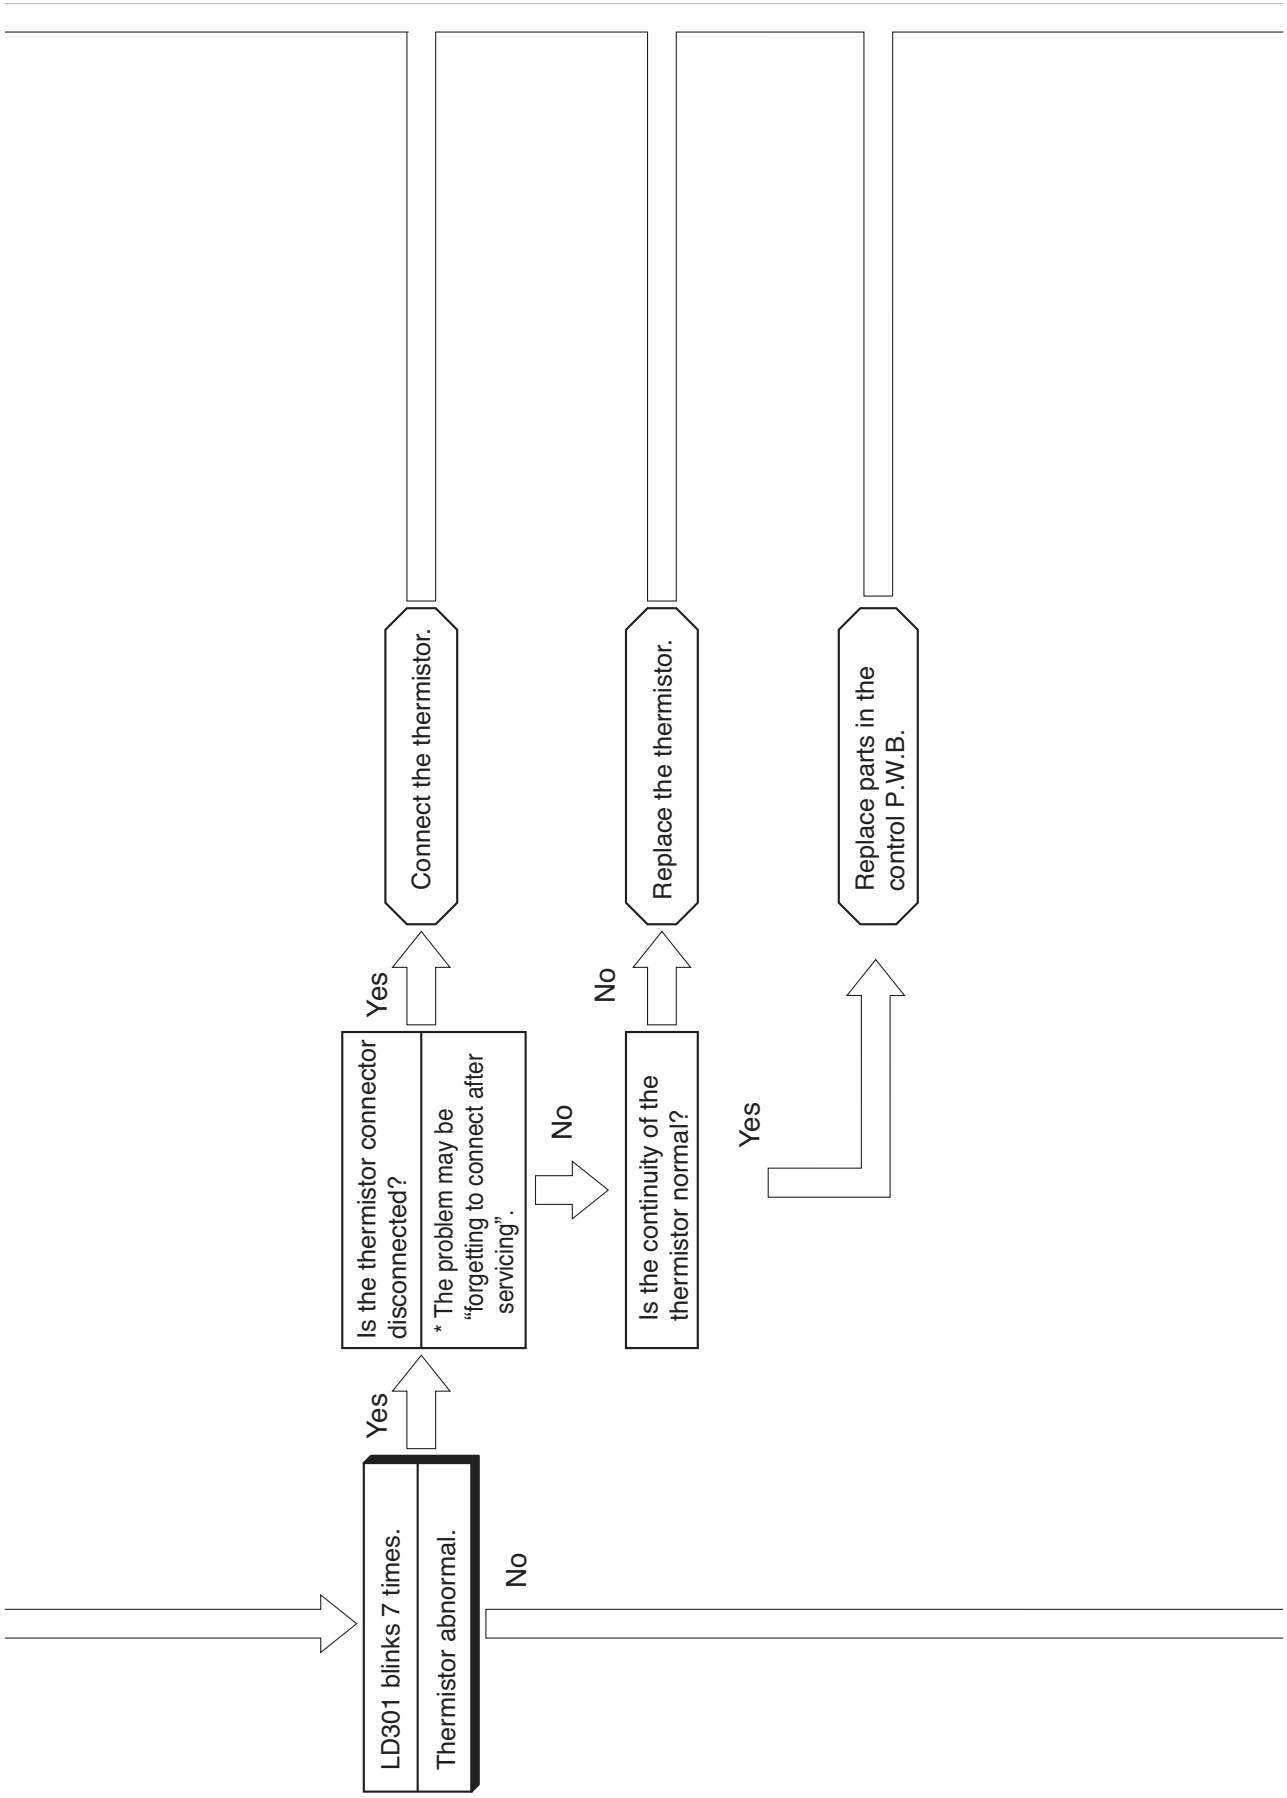 LD301 blinks 7 times.
Thermistor abnormal.
Yes
No
Is the thermistor connector
disconnected?
* The problem may be
“forgetting to connect after
servicing”.
Yes
Connect the thermistor.
No
Is the continuity of the
thermistor normal?
No
Replace the thermistor.
Yes
Replace parts in the
control P.W.B.